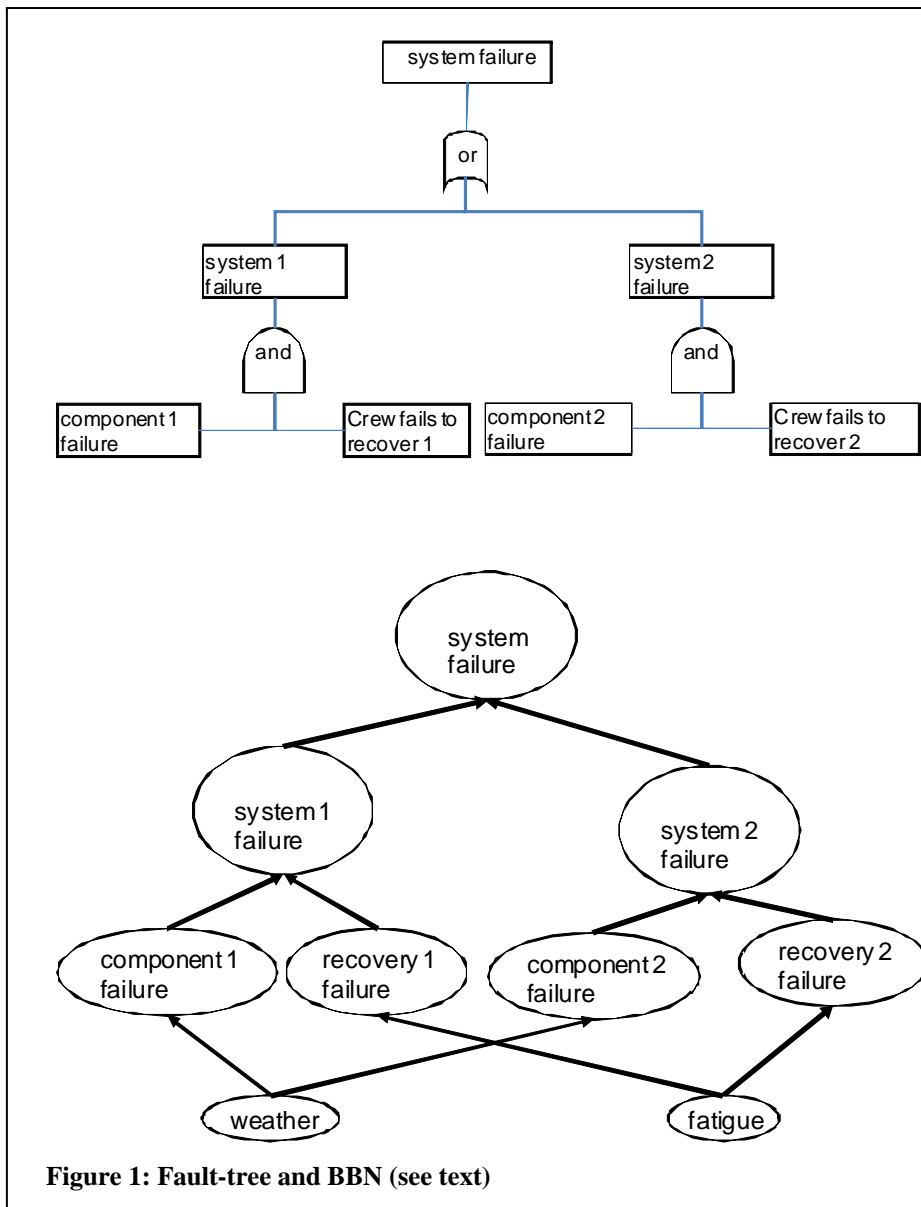 system failure
or
system 1
failure
system 2
failure
and
and
component 1
failure
Crew fails to
recover 1
component 2
failure
Crew fails to
recover 2
system
failure
system 1
failure
system 2
failure
component 1
failure
recovery 1
failure
component 2
failure
recovery 2
failure
weather
fatigue
Figure 1: Fault-tree and BBN (see text)